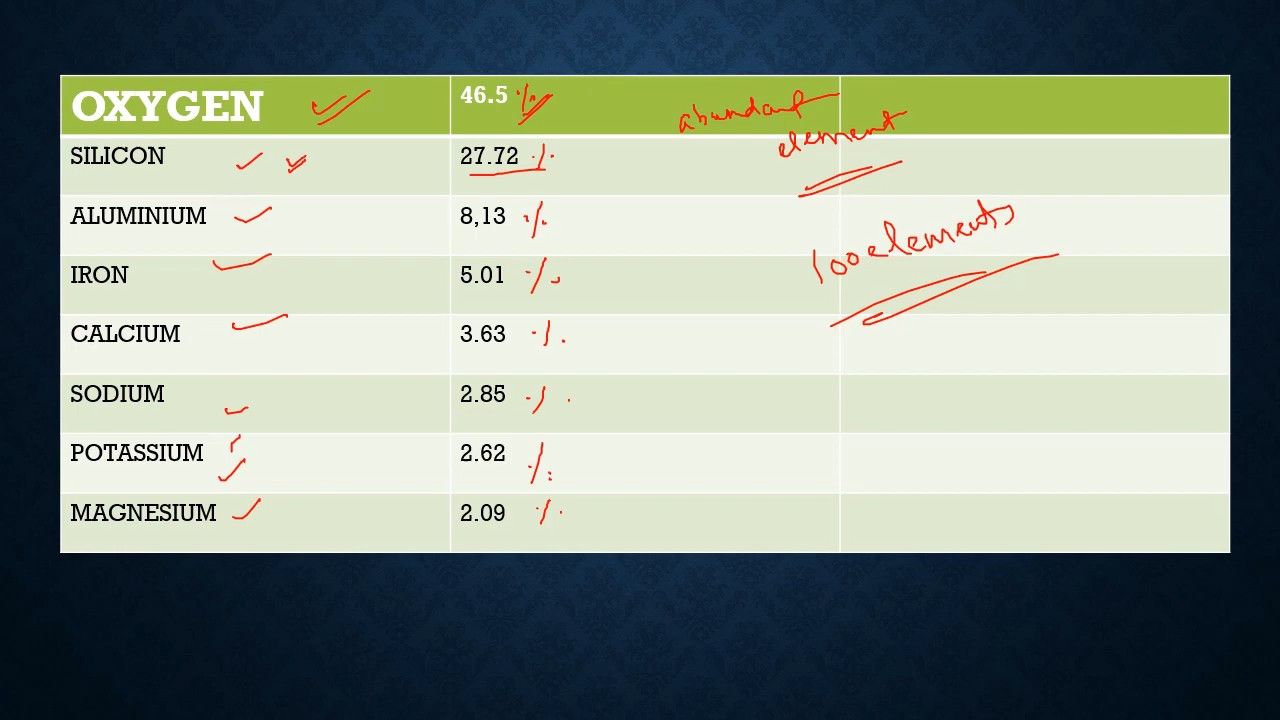 OXYGEN 46.5 %
abundant
element
SILICON 27.72 %
ALUMINIUM 8,13 %
100 elements
IRON 5.01 %
CALCIUM 3.63 %
SODIUM 2.85 %
POTASSIUM 2.62 %
MAGNESIUM 2.09 %